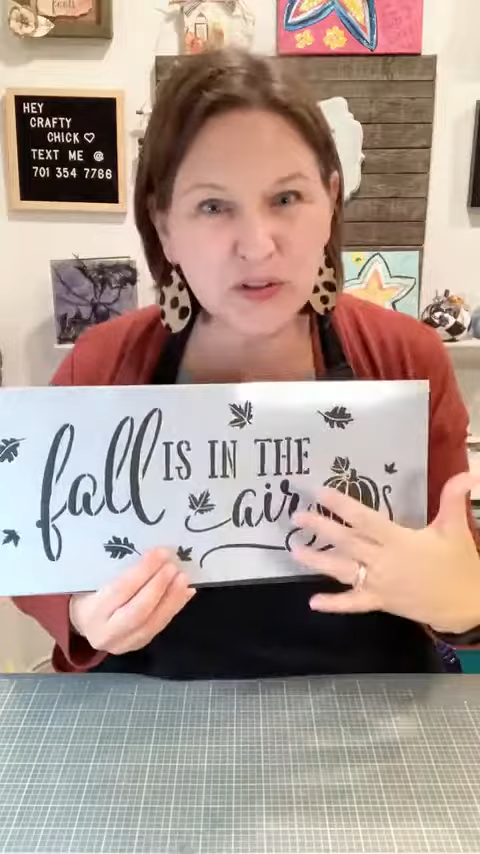 HEY
CRAFTY
CHICK ♡
TEXT ME @
701 354 7786
fall IS IN THE
air